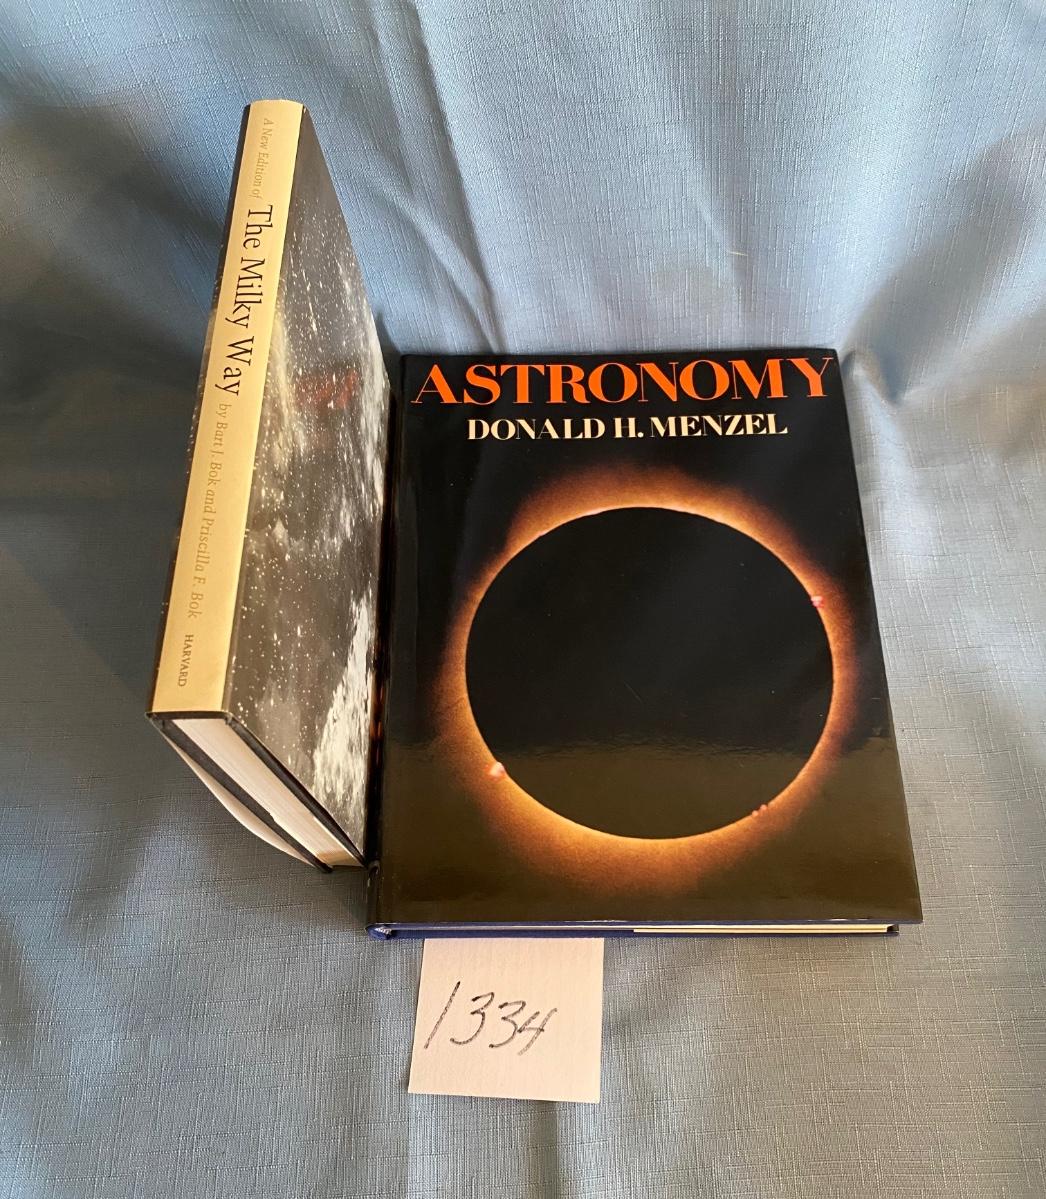 A New Edition of The Milky Way by Bart J. Bok and Priscilla F. Bok HARVARD
ASTRONOMY
DONALD H. MENZEL
1334